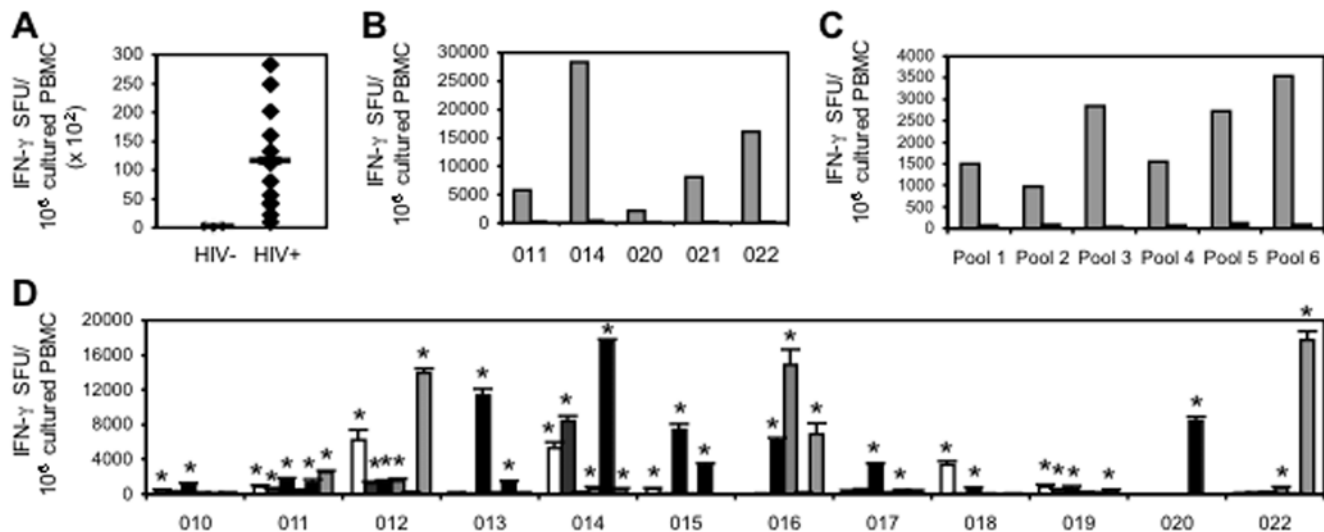 A
IFN-γ SFU/
10⁶ cultured PBMC
(x 10²)
300
250
200
150
100
50
0
HIV- HIV+
B
IFN-γ SFU/
10⁶ cultured PBMC
30000
25000
20000
15000
10000
5000
0
011 014 020 021 022
C
IFN-γ SFU/
10⁶ cultured PBMC
4000
3500
3000
2500
2000
1500
1000
500
0
Pool 1 Pool 2 Pool 3 Pool 4 Pool 5 Pool 6
D
IFN-γ SFU/
10⁶ cultured PBMC
20000
16000
12000
8000
4000
0
* * * * * * * * * * * * * * * * * * * * * * * * * * * * * * * * * * * * * *
010 011 012 013 014 015 016 017 018 019 020 022